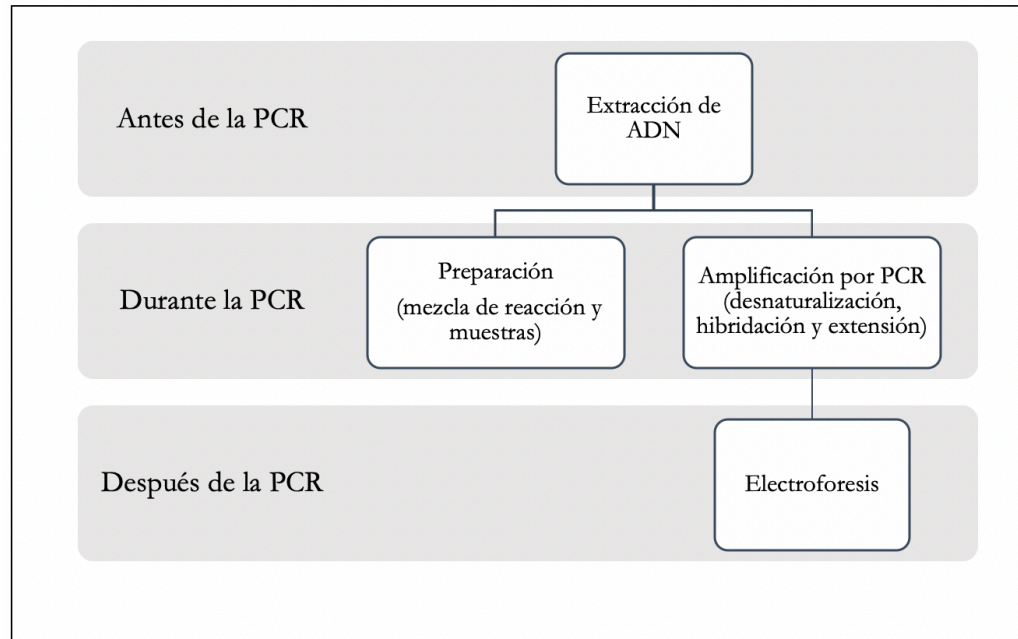 Antes de la PCR
Extracción de
ADN
Durante la PCR
Preparación
(mezcla de reacción y
muestras)
Amplificación por PCR
(desnaturalización,
hibridación y extensión)
Después de la PCR
Electroforesis